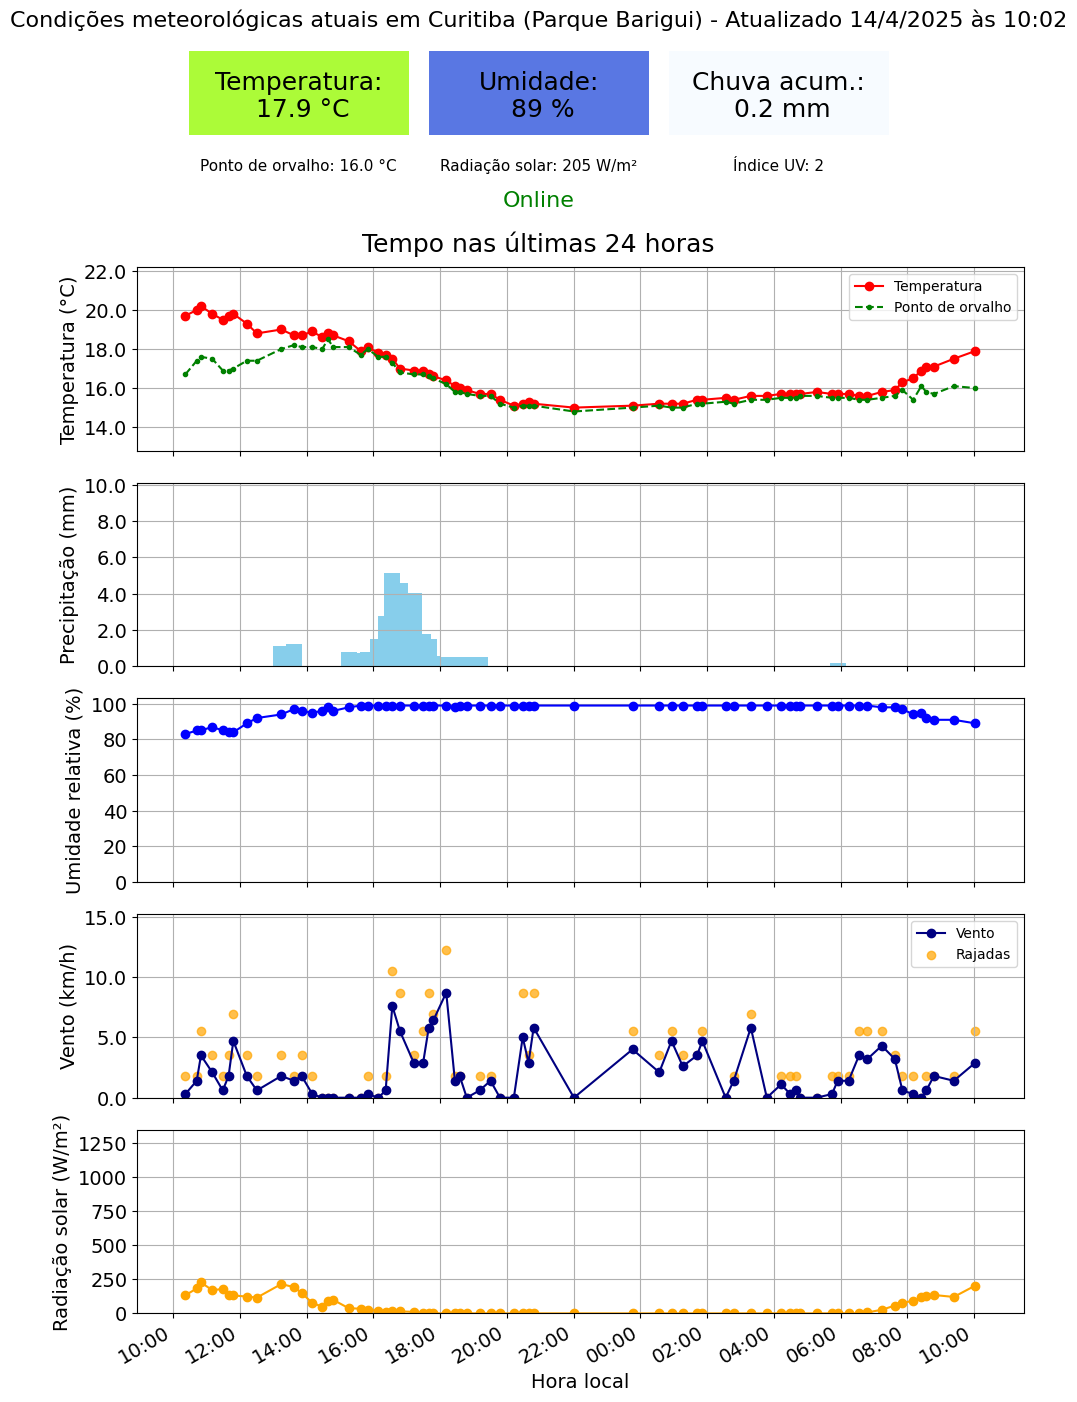 Condições meteorológicas atuais em Curitiba (Parque Barigui) - Atualizado 14/4/2025 às 10:02
Temperatura:
17.9 °C
Umidade:
89 %
Chuva acum.:
0.2 mm
Ponto de orvalho: 16.0 °C
Radiação solar: 205 W/m²
Índice UV: 2
Online
Tempo nas últimas 24 horas
Temperatura (°C)
22.0
20.0
18.0
16.0
14.0
Temperatura
Ponto de orvalho
Precipitação (mm)
10.0
8.0
6.0
4.0
2.0
0.0
Umidade relativa (%)
100
80
60
40
20
0
Vento (km/h)
15.0
10.0
5.0
0.0
Vento
Rajadas
Radiação solar (W/m²)
1250
1000
750
500
250
0
10:00
12:00
14:00
16:00
18:00
20:00
22:00
00:00
02:00
04:00
06:00
08:00
10:00
Hora local